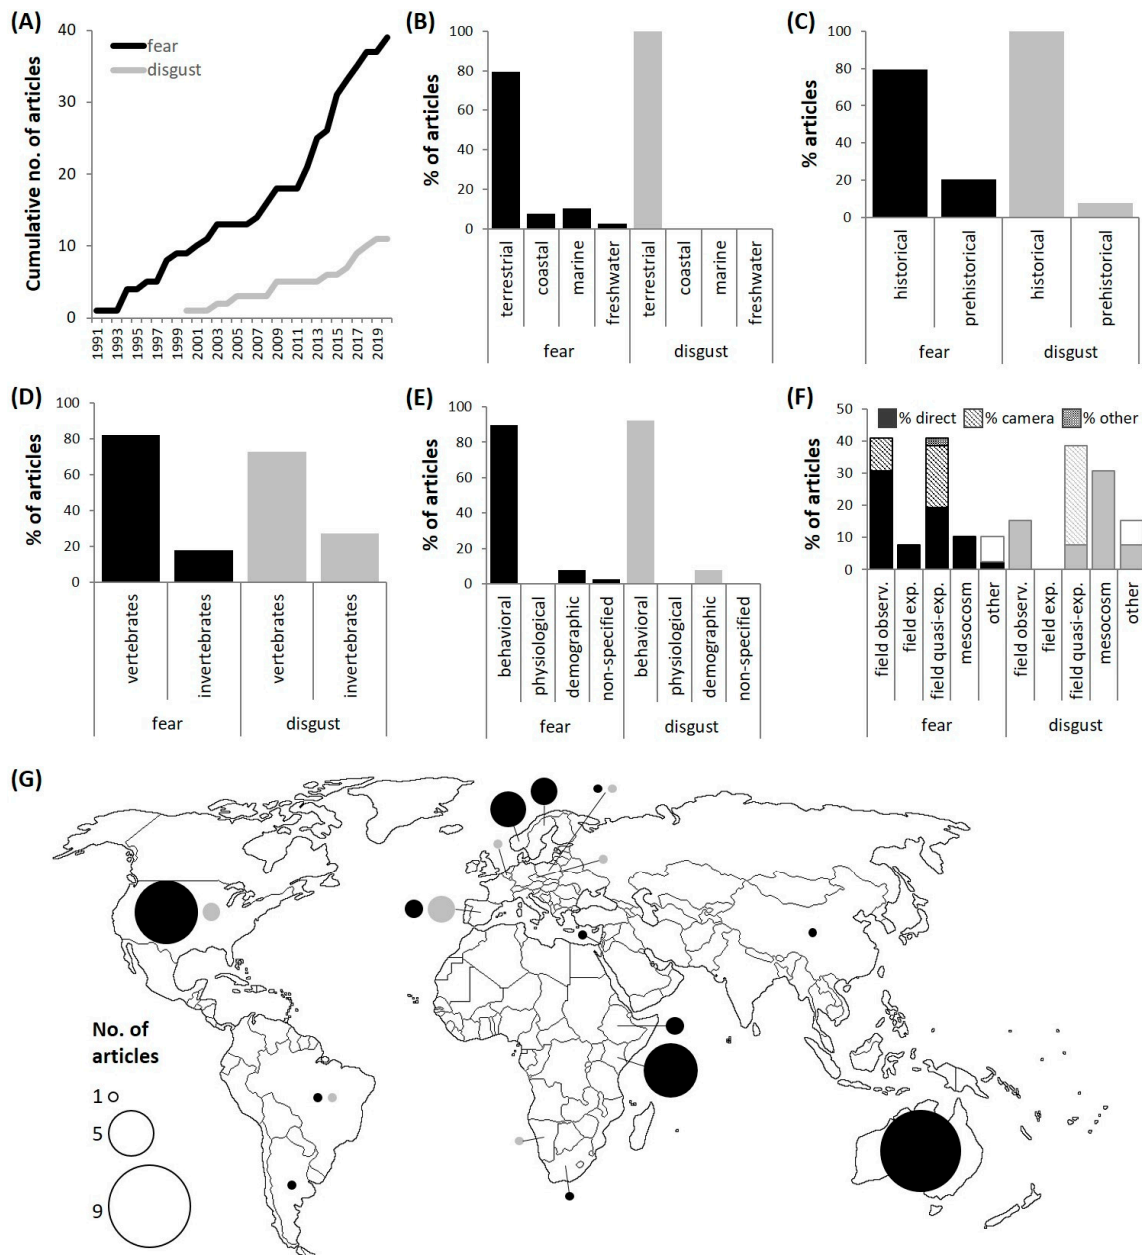 (A)
Cumulative no. of articles
40
30
20
10
0
fear
disgust
1991
1993
1995
1997
1999
2001
2003
2005
2007
2009
2011
2013
2015
2017
2019
(B)
% of articles
100
80
60
40
20
0
terrestrial
coastal
marine
freshwater
terrestrial
coastal
marine
freshwater
fear
disgust
(C)
% articles
100
80
60
40
20
0
historical
prehistorical
historical
prehistorical
fear
disgust
(D)
% of articles
100
80
60
40
20
0
vertebrates
invertebrates
vertebrates
invertebrates
fear
disgust
(E)
% of articles
100
80
60
40
20
0
behavioral
physiological
demographic
non-specified
behavioral
physiological
demographic
non-specified
fear
disgust
(F)
% of articles
50
40
30
20
10
0
% direct
% camera
% other
field observ.
field exp.
field quasi-exp.
mesocosm
other
field observ.
field exp.
field quasi-exp.
mesocosm
other
fear
disgust
(G)
No. of
articles
1
5
9